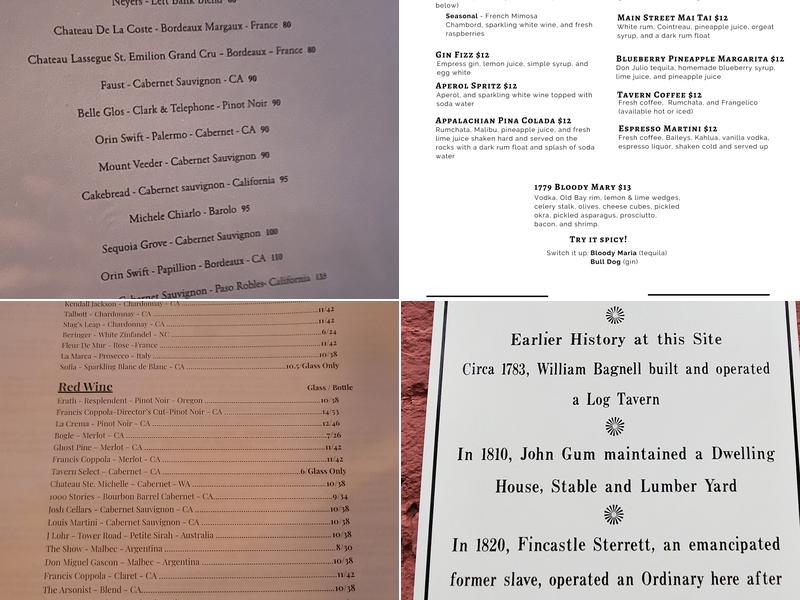 Neyers - Left Bank Blend 80
Chateau De La Coste - Bordeaux Margaux - France 80
Chateau Lassegue St. Emilion Grand Cru - Bordeaux - France 80
Faust - Cabernet Sauvignon - CA 90
Belle Glos - Clark & Telephone - Pinot Noir 90
Orin Swift - Palermo - Cabernet - CA 90
Mount Veeder - Cabernet Sauvignon 90
Cakebread - Cabernet sauvignon - California 95
Michele Chiarlo - Barolo 95
Sequoia Grove - Cabernet Sauvignon 100
Orin Swift - Papillion - Bordeaux - CA 110
Cabernet Sauvignon - Paso Robles- California 135
below)
Seasonal - French Mimosa
Chambord, sparkling white wine, and fresh
raspberries
Gin Fizz $12
Empress gin, lemon juice, simple syrup, and
egg white
Aperol Spritz $12
Aperol, and sparkling white wine topped with
soda water
Appalachian Pina Colada $12
Rumchata, Malibu, pineapple juice, and fresh
lime juice shaken hard and served on the
rocks with a dark rum float and splash of soda
water
Main Street Mai Tai $12
White rum, Cointreau, pineapple juice, orgeat
syrup, and a dark rum float
Blueberry Pineapple Margarita $12
Don Julio tequila, homemade blueberry syrup,
lime juice, and pineapple juice
Tavern Coffee $12
Fresh coffee, Rumchata, and Frangelico
(available hot or iced)
Espresso Martini $12
Fresh coffee, Baileys, Kahlua, vanilla vodka,
espresso liquor, shaken cold and served up
1779 Bloody Mary $13
Vodka, Old Bay rim, lemon & lime wedges,
celery stalk, olives, cheese cubes, pickled
okra, pickled asparagus, prosciutto,
bacon, and shrimp.
Try it spicy!
Switch it up: Bloody Maria (tequila)
Bull Dog (gin)
Kendall Jackson - Chardonnay - CA
Talbott - Chardonnay - CA 11/42
Stag's Leap - Chardonnay - CA 11/42
Beringer - White Zinfandel - NC 6/24
Fleur De Mur - Rose -France 11/42
La Marca - Prosecco - Italy 10/38
Sofia - Sparkling Blanc de Blanc - CA 10.5/Glass Only
Red Wine Glass / Bottle
Erath - Resplendent - Pinot Noir - Oregon 10/38
Francis Coppola-Director's Cut-Pinot Noir - CA 14/53
La Crema - Pinot Noir - CA 12/46
Bogle - Merlot - CA 7/26
Ghost Pine - Merlot - CA 11/42
Francis Coppola - Merlot - CA 11/42
Tavern Select - Cabernet - CA 6/Glass Only
Chateau Ste. Michelle - Cabernet - WA 10/38
1000 Stories - Bourbon Barrel Cabernet - CA 9/34
Josh Cellars - Cabernet Sauvignon - CA 10/38
Louis Martini - Cabernet Sauvignon - CA 10/38
J Lohr - Tower Road - Petite Sirah - Australia 10/38
The Show - Malbec - Argentina 8/30
Don Miguel Gascon - Malbec - Argentina 10/38
Francis Coppola - Claret - CA 11/42
The Arsonist - Blend - CA 10/38
Earlier History at this Site
Circa 1783, William Bagnell built and operated
a Log Tavern
In 1810, John Gum maintained a Dwelling
House, Stable and Lumber Yard
In 1820, Fincastle Sterrett, an emancipated
former slave, operated an Ordinary here after